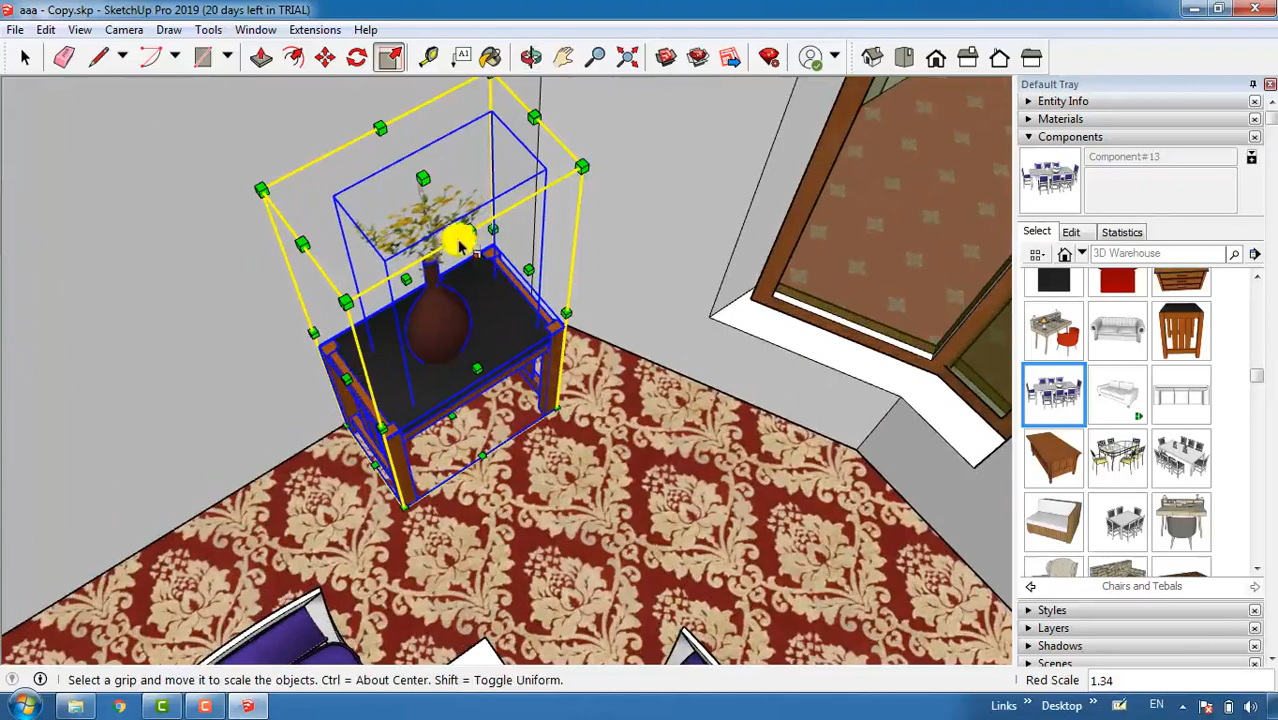 aaa - Copy.skp - SketchUp Pro 2019 (20 days left in TRIAL)
File Edit View Camera Draw Tools Window Extensions Help
A1
Default Tray
Entity Info
Materials
Components
Component#13
Select Edit Statistics
3D Warehouse
Chairs and Tebals
Styles
Layers
Shadows
Scenes
Select a grip and move it to scale the objects. Ctrl = About Center. Shift = Toggle Uniform.
Red Scale 1.34
Links » Desktop » EN